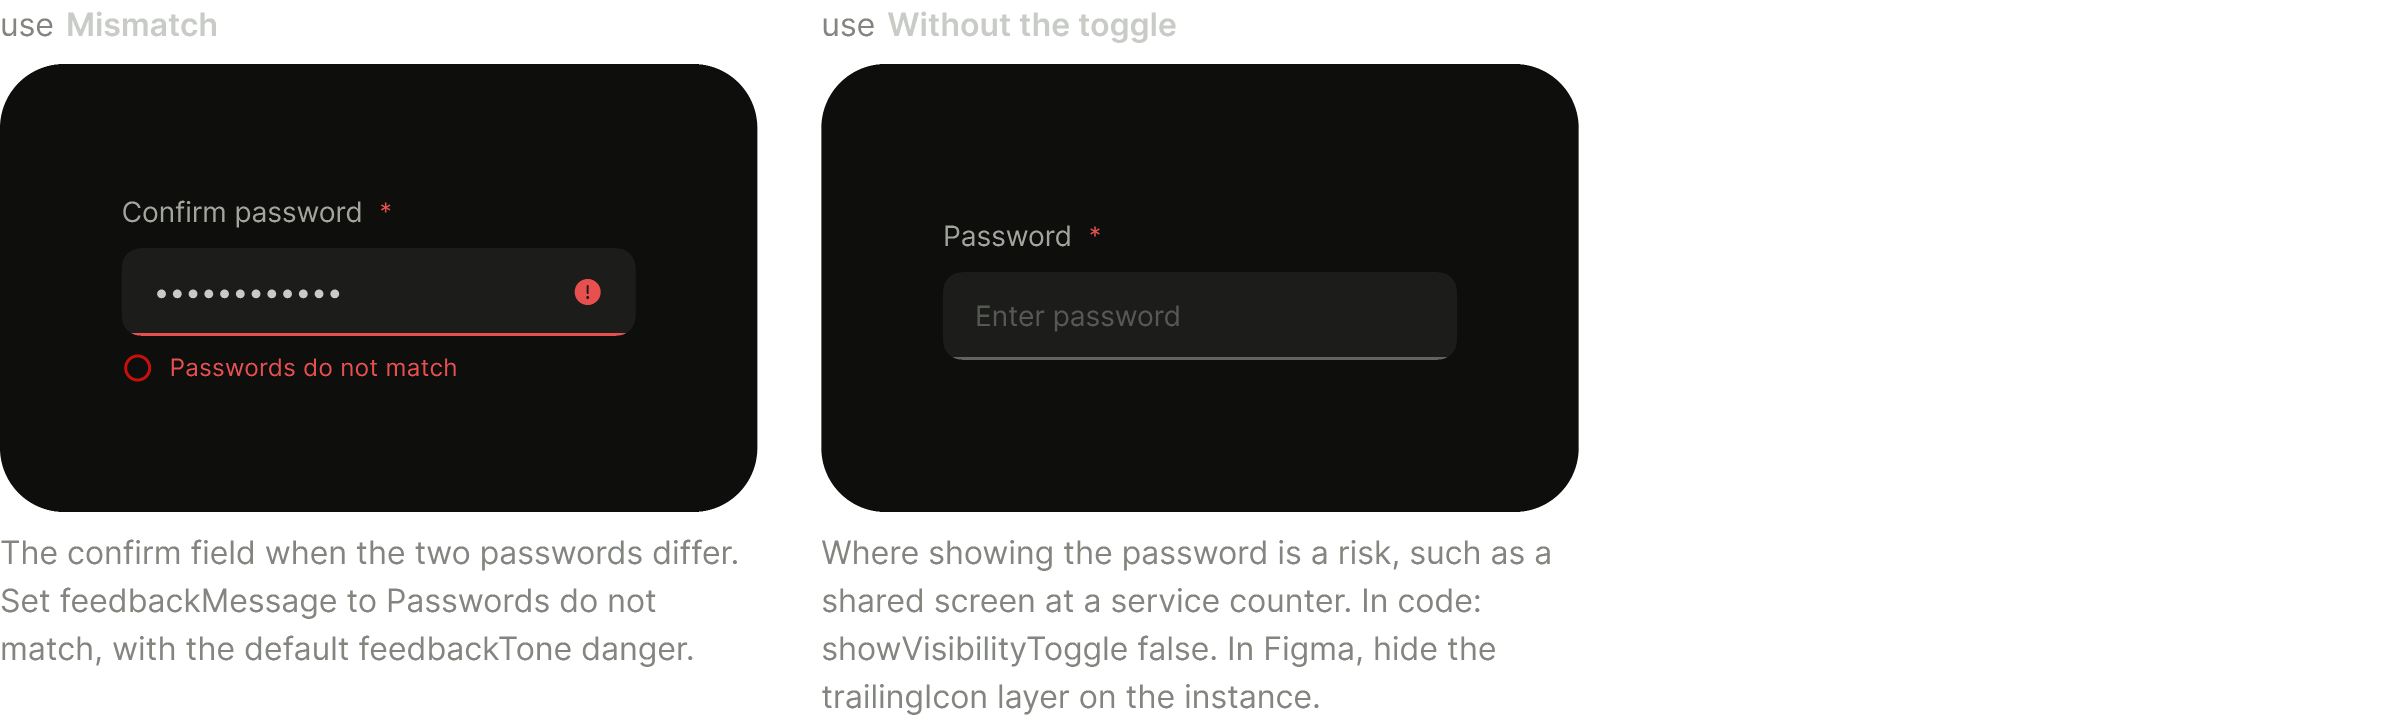 use Mismatch
Confirm password *
••••••••••••
Passwords do not match
The confirm field when the two passwords differ.
Set feedbackMessage to Passwords do not
match, with the default feedbackTone danger.
use Without the toggle
Password *
Enter password
Where showing the password is a risk, such as a
shared screen at a service counter. In code:
showVisibilityToggle false. In Figma, hide the
trailingIcon layer on the instance.